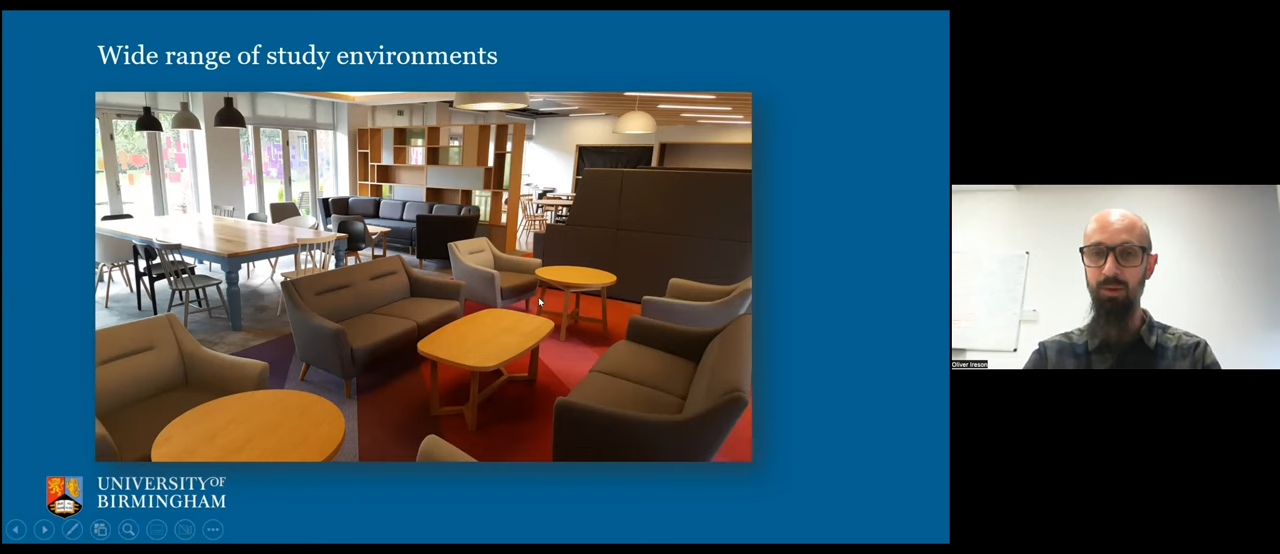 Wide range of study environments
UNIVERSITY OF
BIRMINGHAM
Oliver Ireson